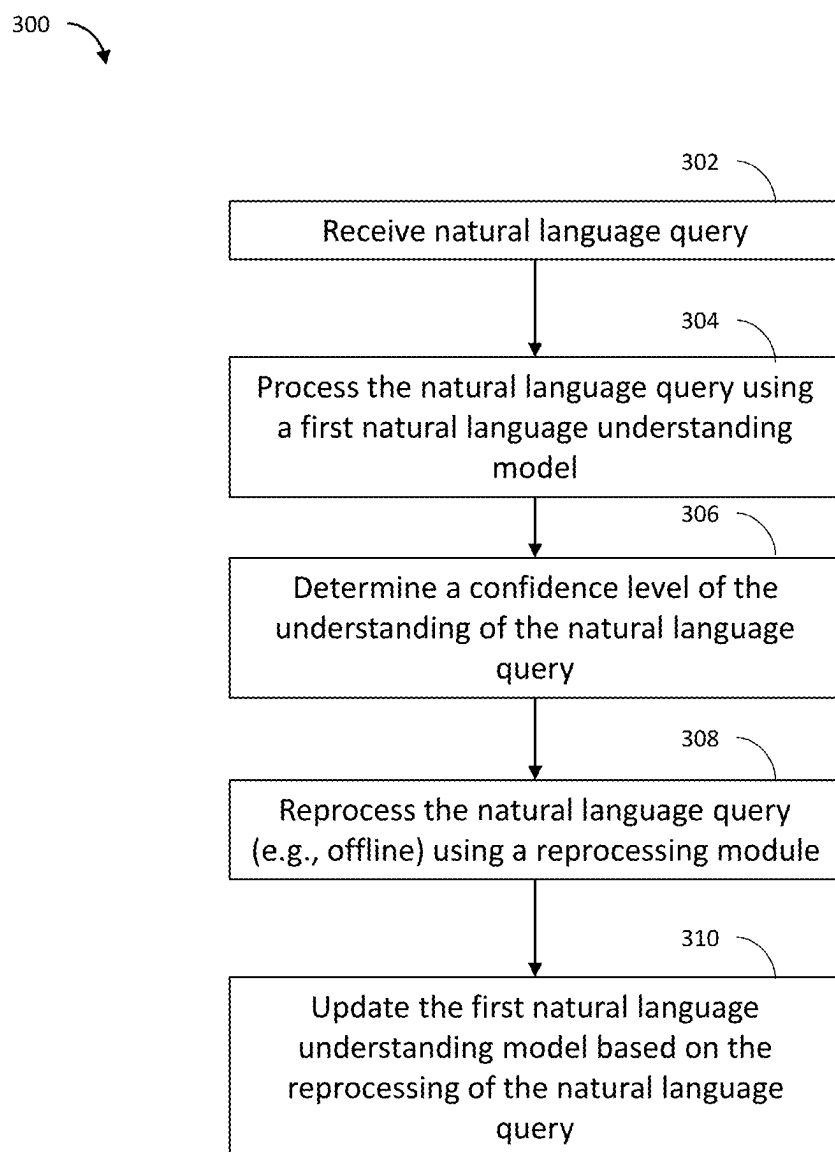 300
302
Receive natural language query
304
Process the natural language query using
a first natural language understanding
model
306
Determine a confidence level of the
understanding of the natural language
query
308
Reprocess the natural language query
(e.g., offline) using a reprocessing module
310
Update the first natural language
understanding model based on the
reprocessing of the natural language
query